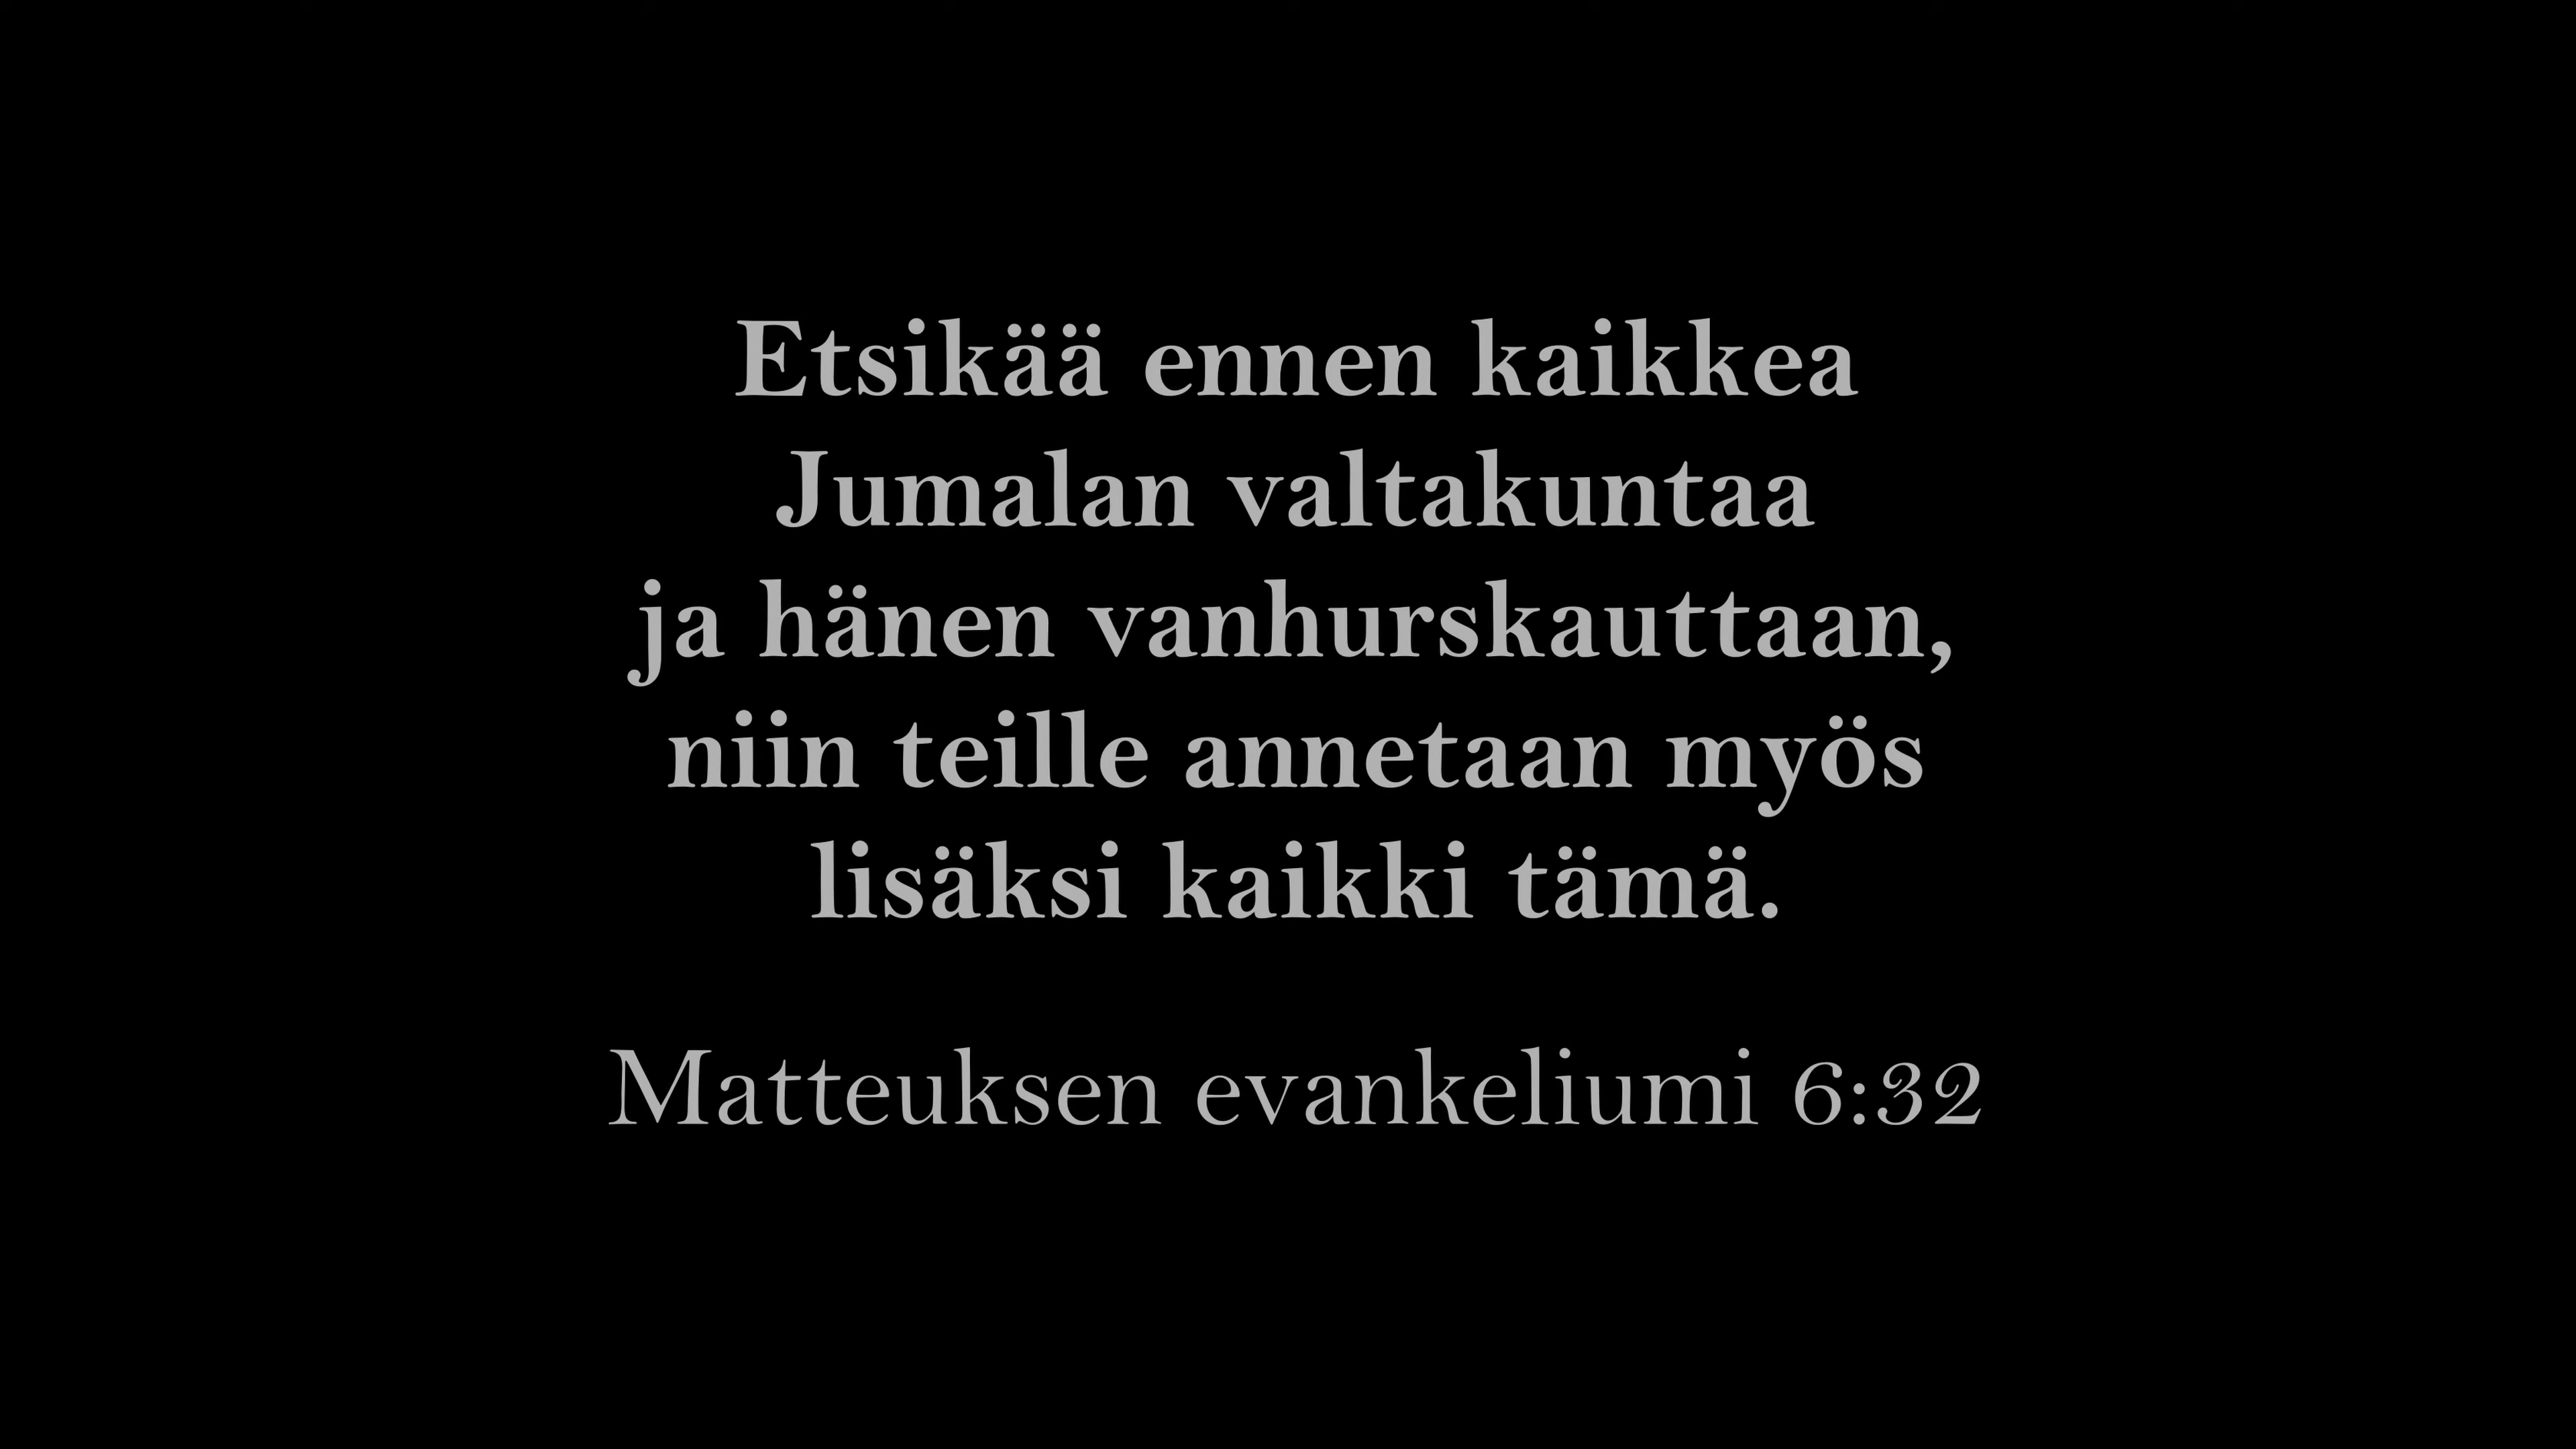 Etsikää ennen kaikkea
Jumalan valtakuntaa
ja hänen vanhurskauttaan,
niin teille annetaan myös
lisäksi kaikki tämä.
Matteuksen evankeliumi 6:32